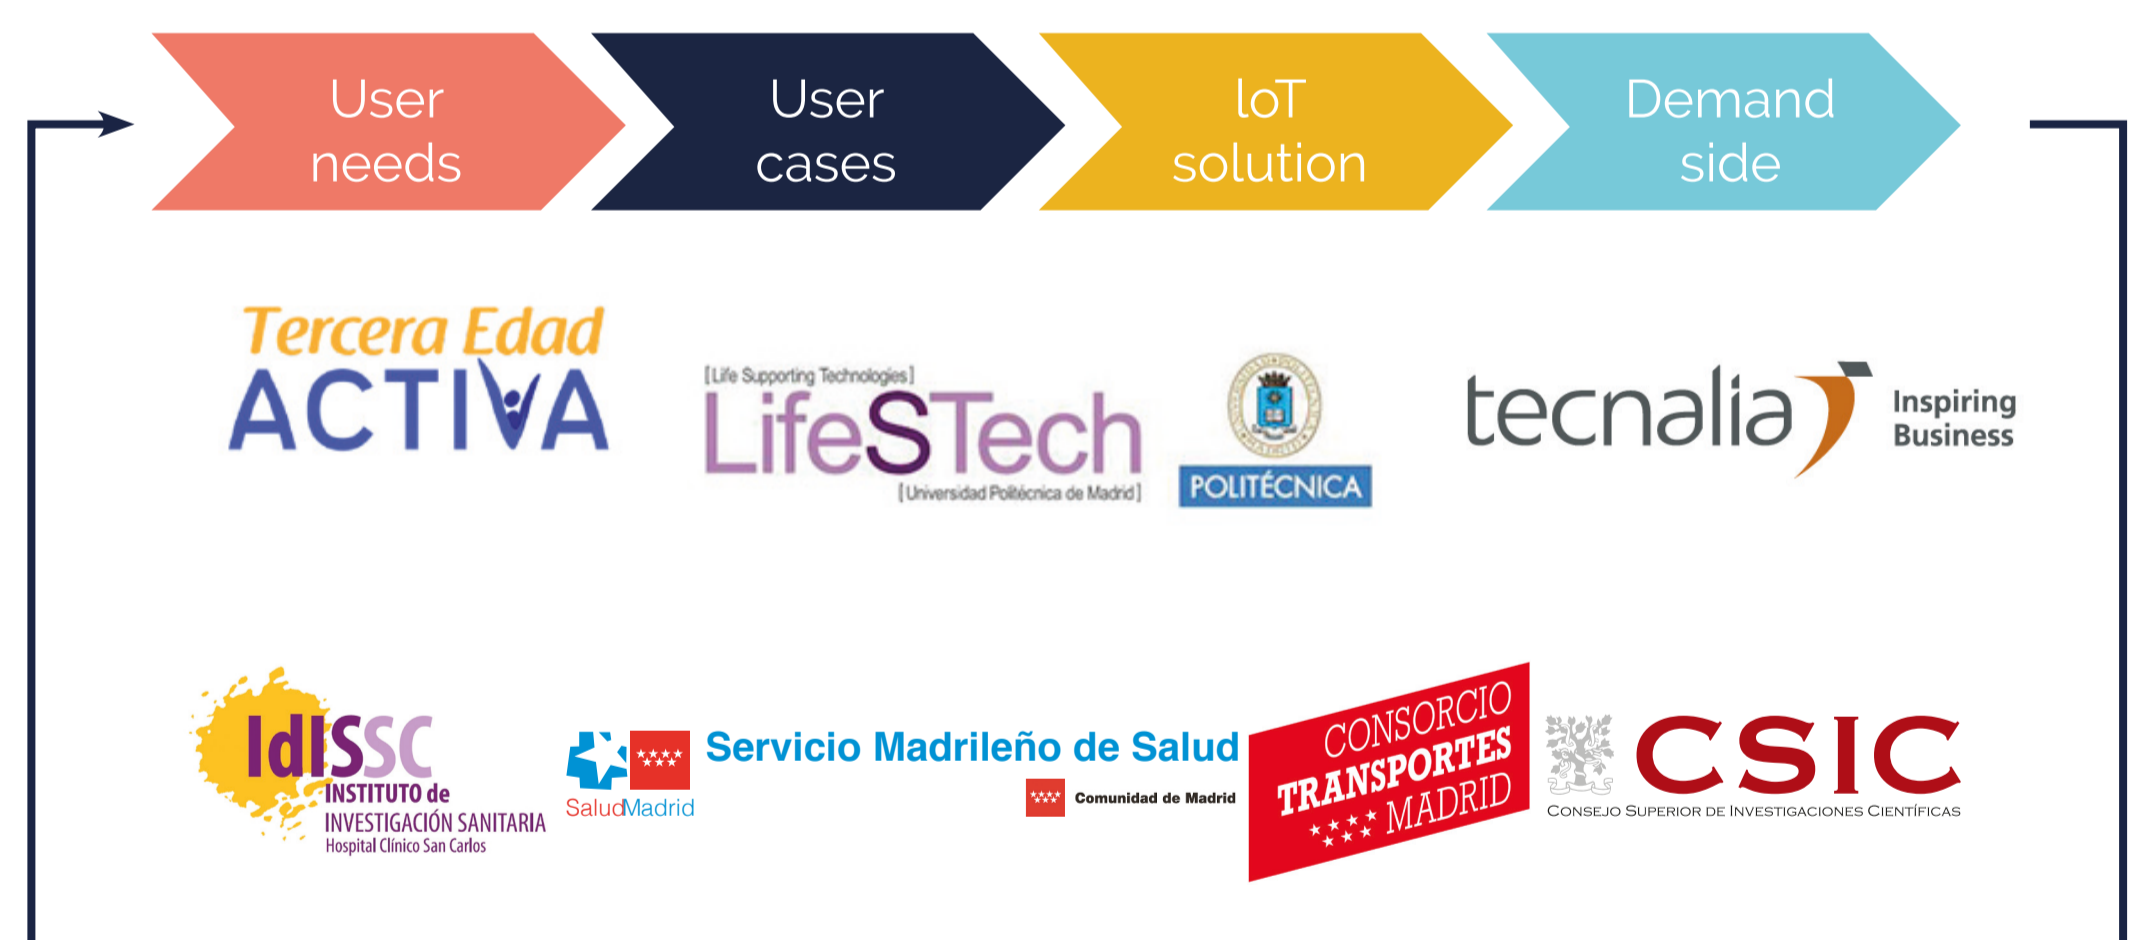 User
needs
User
cases
IoT
solution
Demand
side
Tercera Edad
ACTIVA
[Life Supporting Technologies]
LifeSTech
[Universidad Politécnica de Madrid]
POLITÉCNICA
tecnalia
Inspiring
Business
IdISSC
INSTITUTO de
INVESTIGACIÓN SANITARIA
Hospital Clínico San Carlos
SaludMadrid
Servicio Madrileño de Salud
Comunidad de Madrid
CONSORCIO
TRANSPORTES
MADRID
CSIC
CONSEJO SUPERIOR DE INVESTIGACIONES CIENTÍFICAS